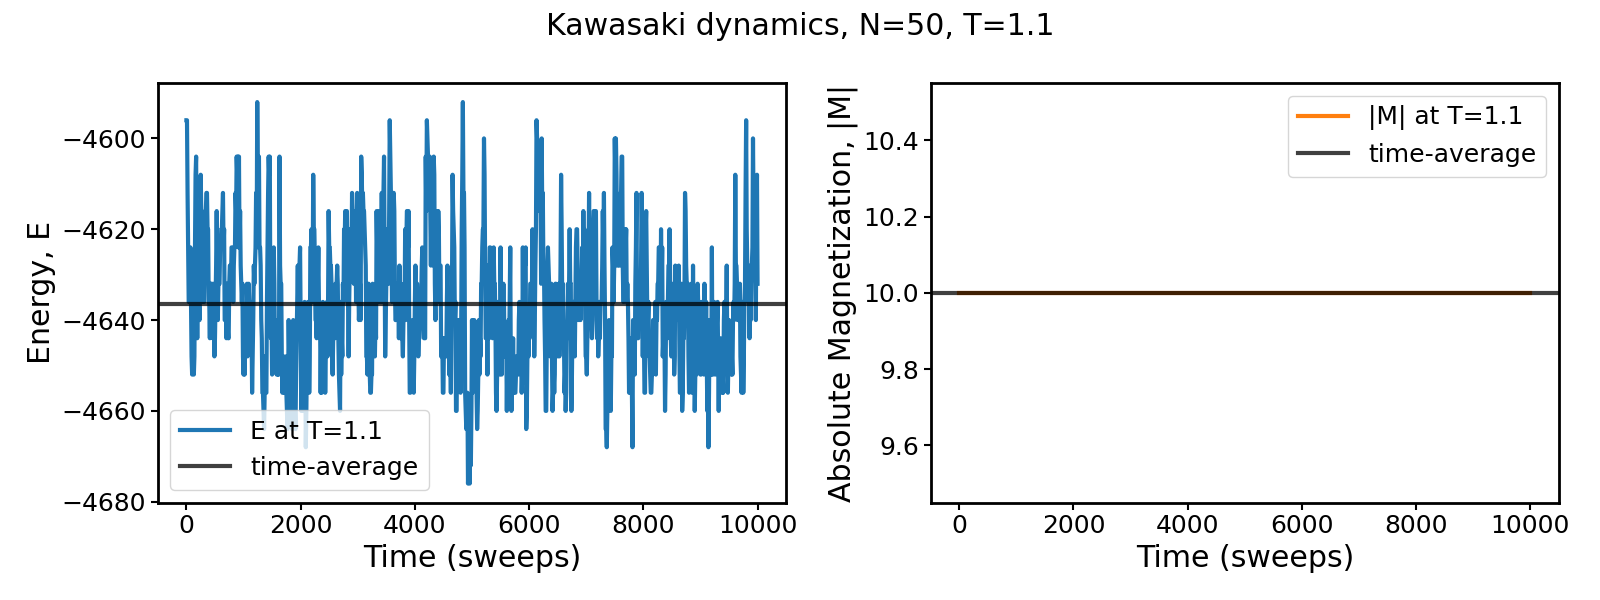 Kawasaki dynamics, N=50, T=1.1
Energy, E
−4600
−4620
−4640
−4660
−4680
E at T=1.1
time-average
0 2000 4000 6000 8000 10000
Time (sweeps)
Absolute Magnetization, |M|
10.4
10.2
10.0
9.8
9.6
|M| at T=1.1
time-average
0 2000 4000 6000 8000 10000
Time (sweeps)